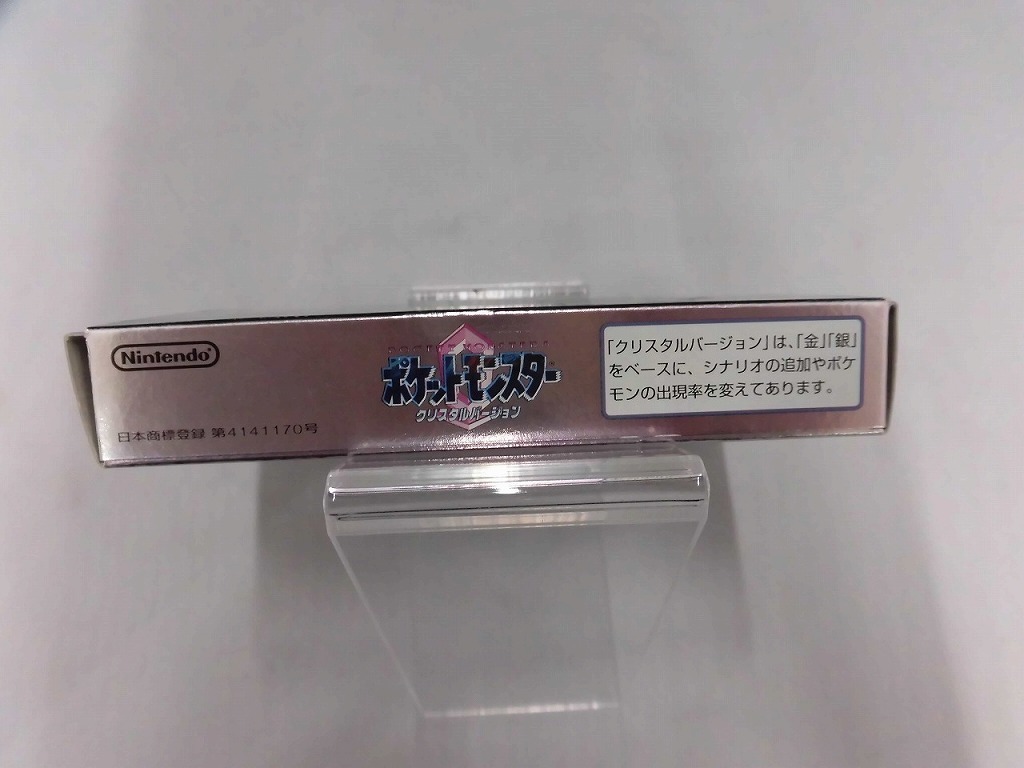 Nintendo
日本商標登録 第4141170号
POCKET MONSTERS
ポケットモンスター
クリスタルバージョン
「クリスタルバージョン」は、「金」「銀」
をベースに、シナリオの追加やポケ
モンの出現率を変えてあります。